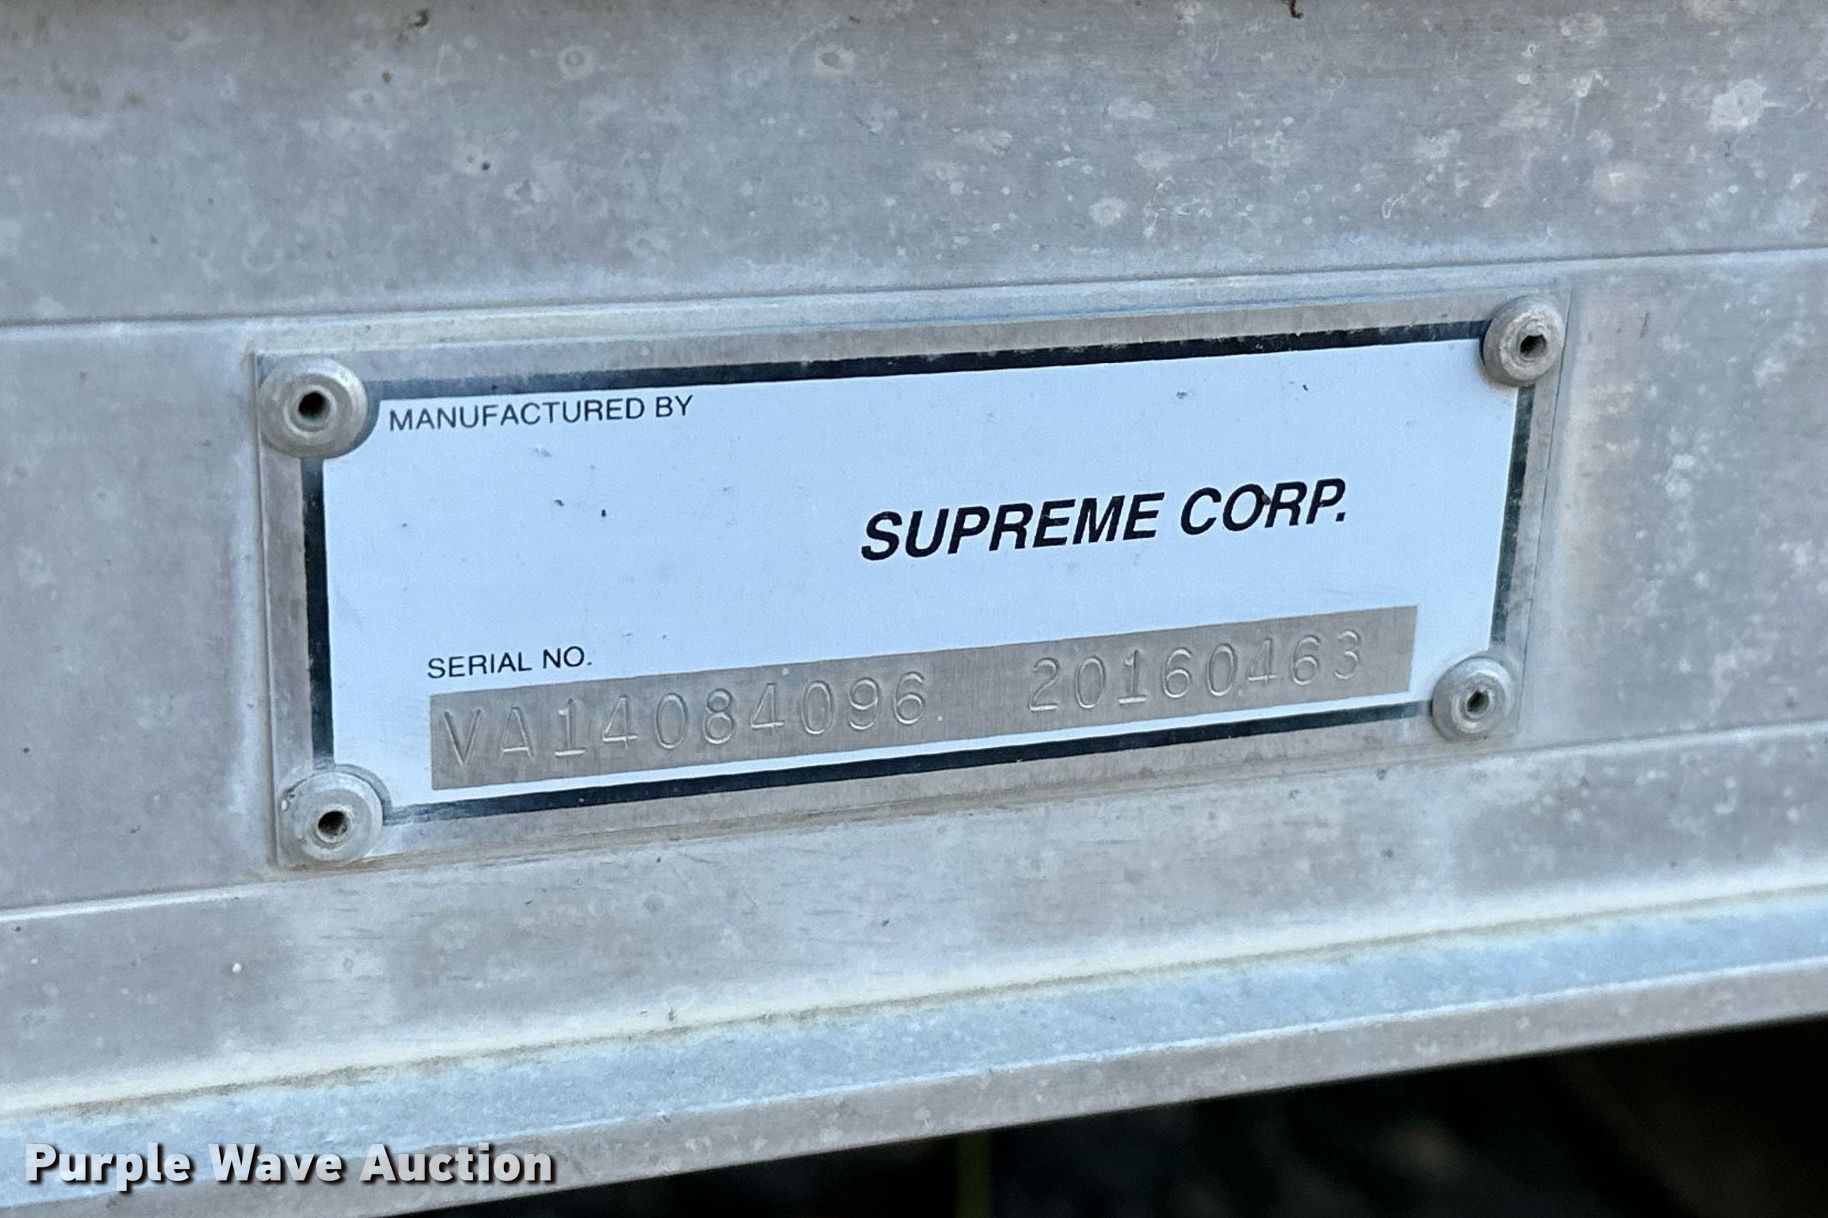 MANUFACTURED BY
SUPREME CORP.
SERIAL NO.
VA14084096 20160463
Purple Wave Auction